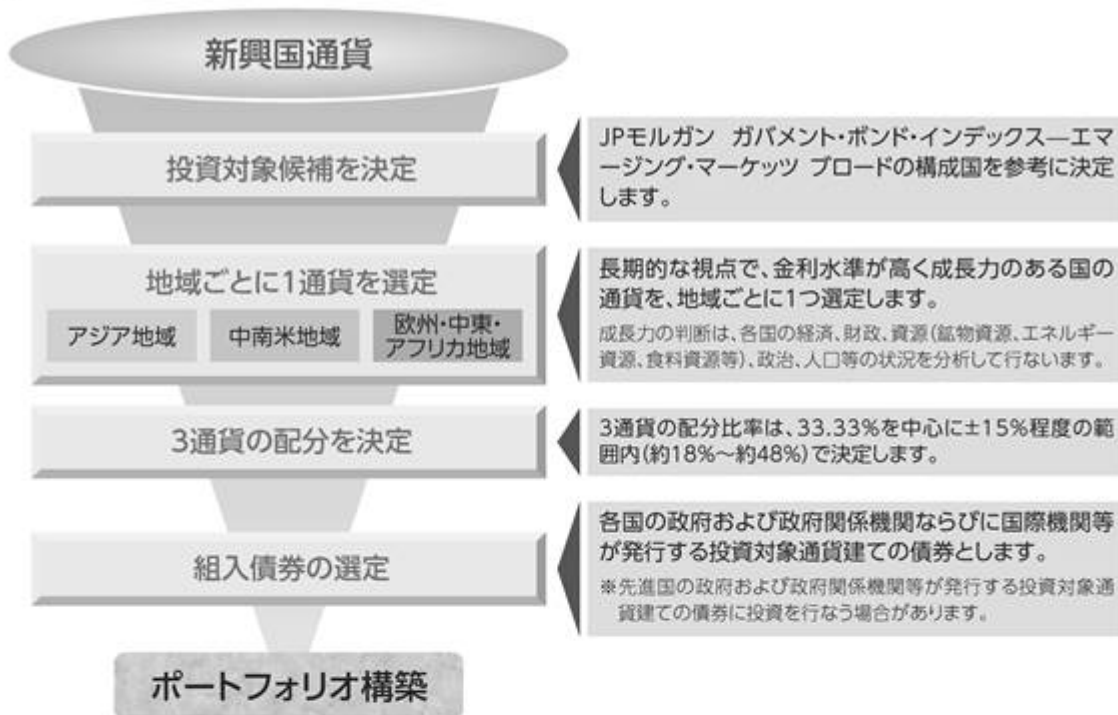 新興国通貨
投資対象候補を決定
JPモルガン ガバメント・ボンド・インデックス―エマ
ージング・マーケッツ ブロードの構成国を参考に決定
します。
地域ごとに1通貨を選定
アジア地域
中南米地域
欧州・中東・
アフリカ地域
長期的な視点で、金利水準が高く成長力のある国の
通貨を、地域ごとに1つ選定します。
成長力の判断は、各国の経済、財政、資源(鉱物資源、エネルギー
資源、食料資源等)、政治、人口等の状況を分析して行ないます。
3通貨の配分を決定
3通貨の配分比率は、33.33%を中心に±15%程度の範
囲内(約18%〜約48%)で決定します。
組入債券の選定
各国の政府および政府関係機関ならびに国際機関等
が発行する投資対象通貨建ての債券とします。
※先進国の政府および政府関係機関等が発行する投資対象通
貨建ての債券に投資を行なう場合があります。
ポートフォリオ構築